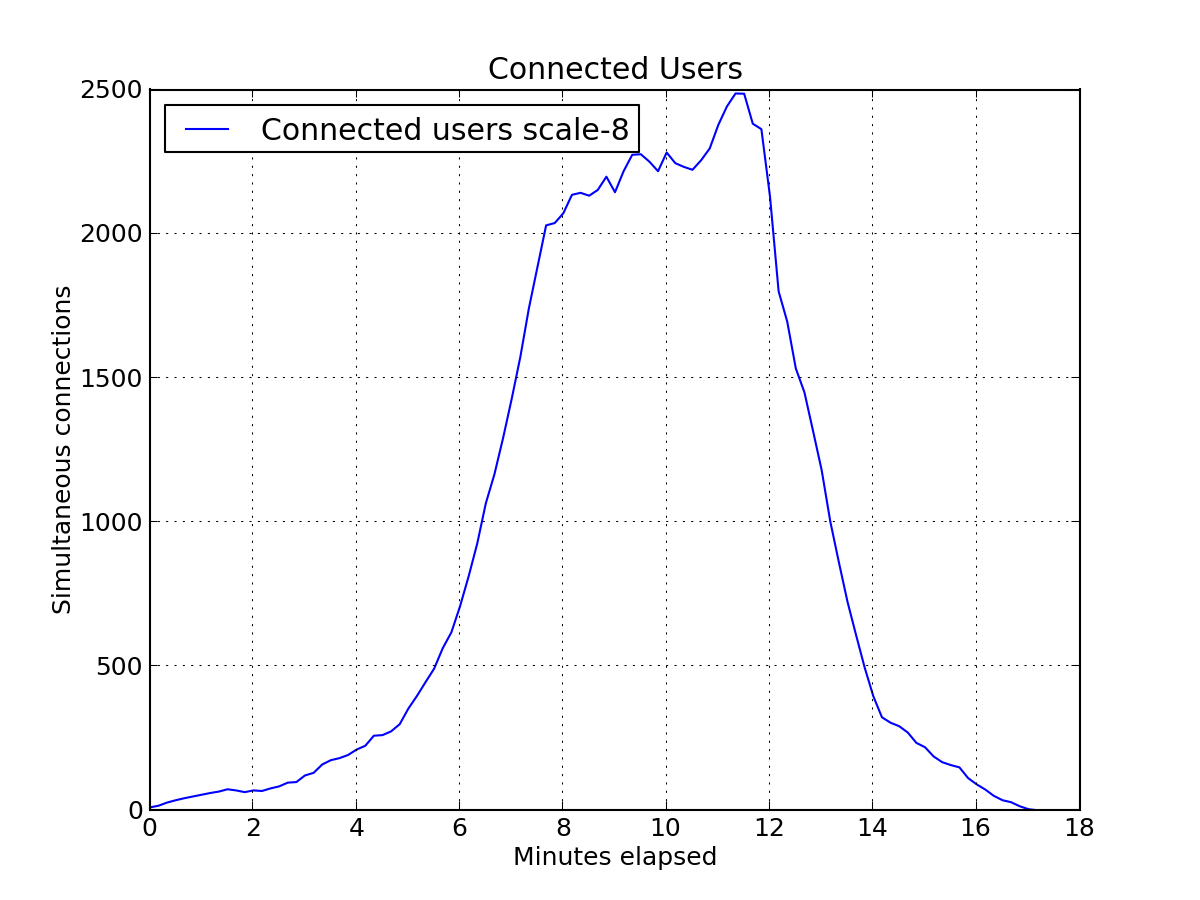 Connected Users
Connected users scale-8
2500
2000
1500
1000
500
0
Simultaneous connections
0 2 4 6 8 10 12 14 16 18
Minutes elapsed